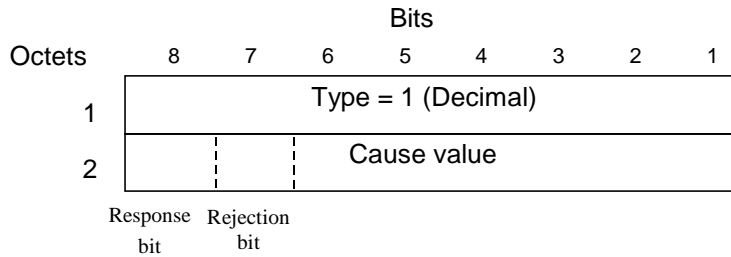 Bits
Octets 8 7 6 5 4 3 2 1
1 Type = 1 (Decimal)
2 Cause value
Response Rejection
bit bit